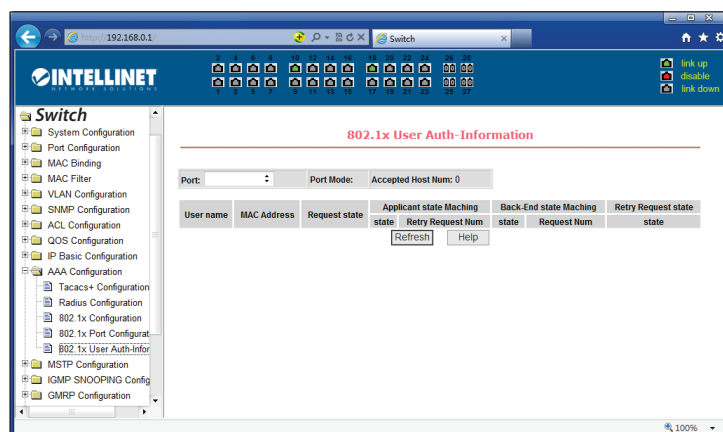 http://192.168.0.1/
Switch
INTELLINET
NETWORK SOLUTIONS
2 4 6 8 10 12 14 16 18 20 22 24 26 28
1 3 5 7 9 11 13 15 17 19 21 23 25 27
link up
disable
link down
Switch
System Configuration
Port Configuration
MAC Binding
MAC Filter
VLAN Configuration
SNMP Configuration
ACL Configuration
QOS Configuration
IP Basic Configuration
AAA Configuration
Tacacs+ Configuration
Radius Configuration
802.1x Configuration
802.1x Port Configurat
802.1x User Auth-Infor
MSTP Configuration
IGMP SNOOPING Config
GMRP Configuration
802.1x User Auth-Information
Port: Port Mode: Accepted Host Num: 0
User name MAC Address Request state Applicant state Maching Back-End state Maching Retry Request state
state Retry Request Num state Request Num state
Refresh Help
100%